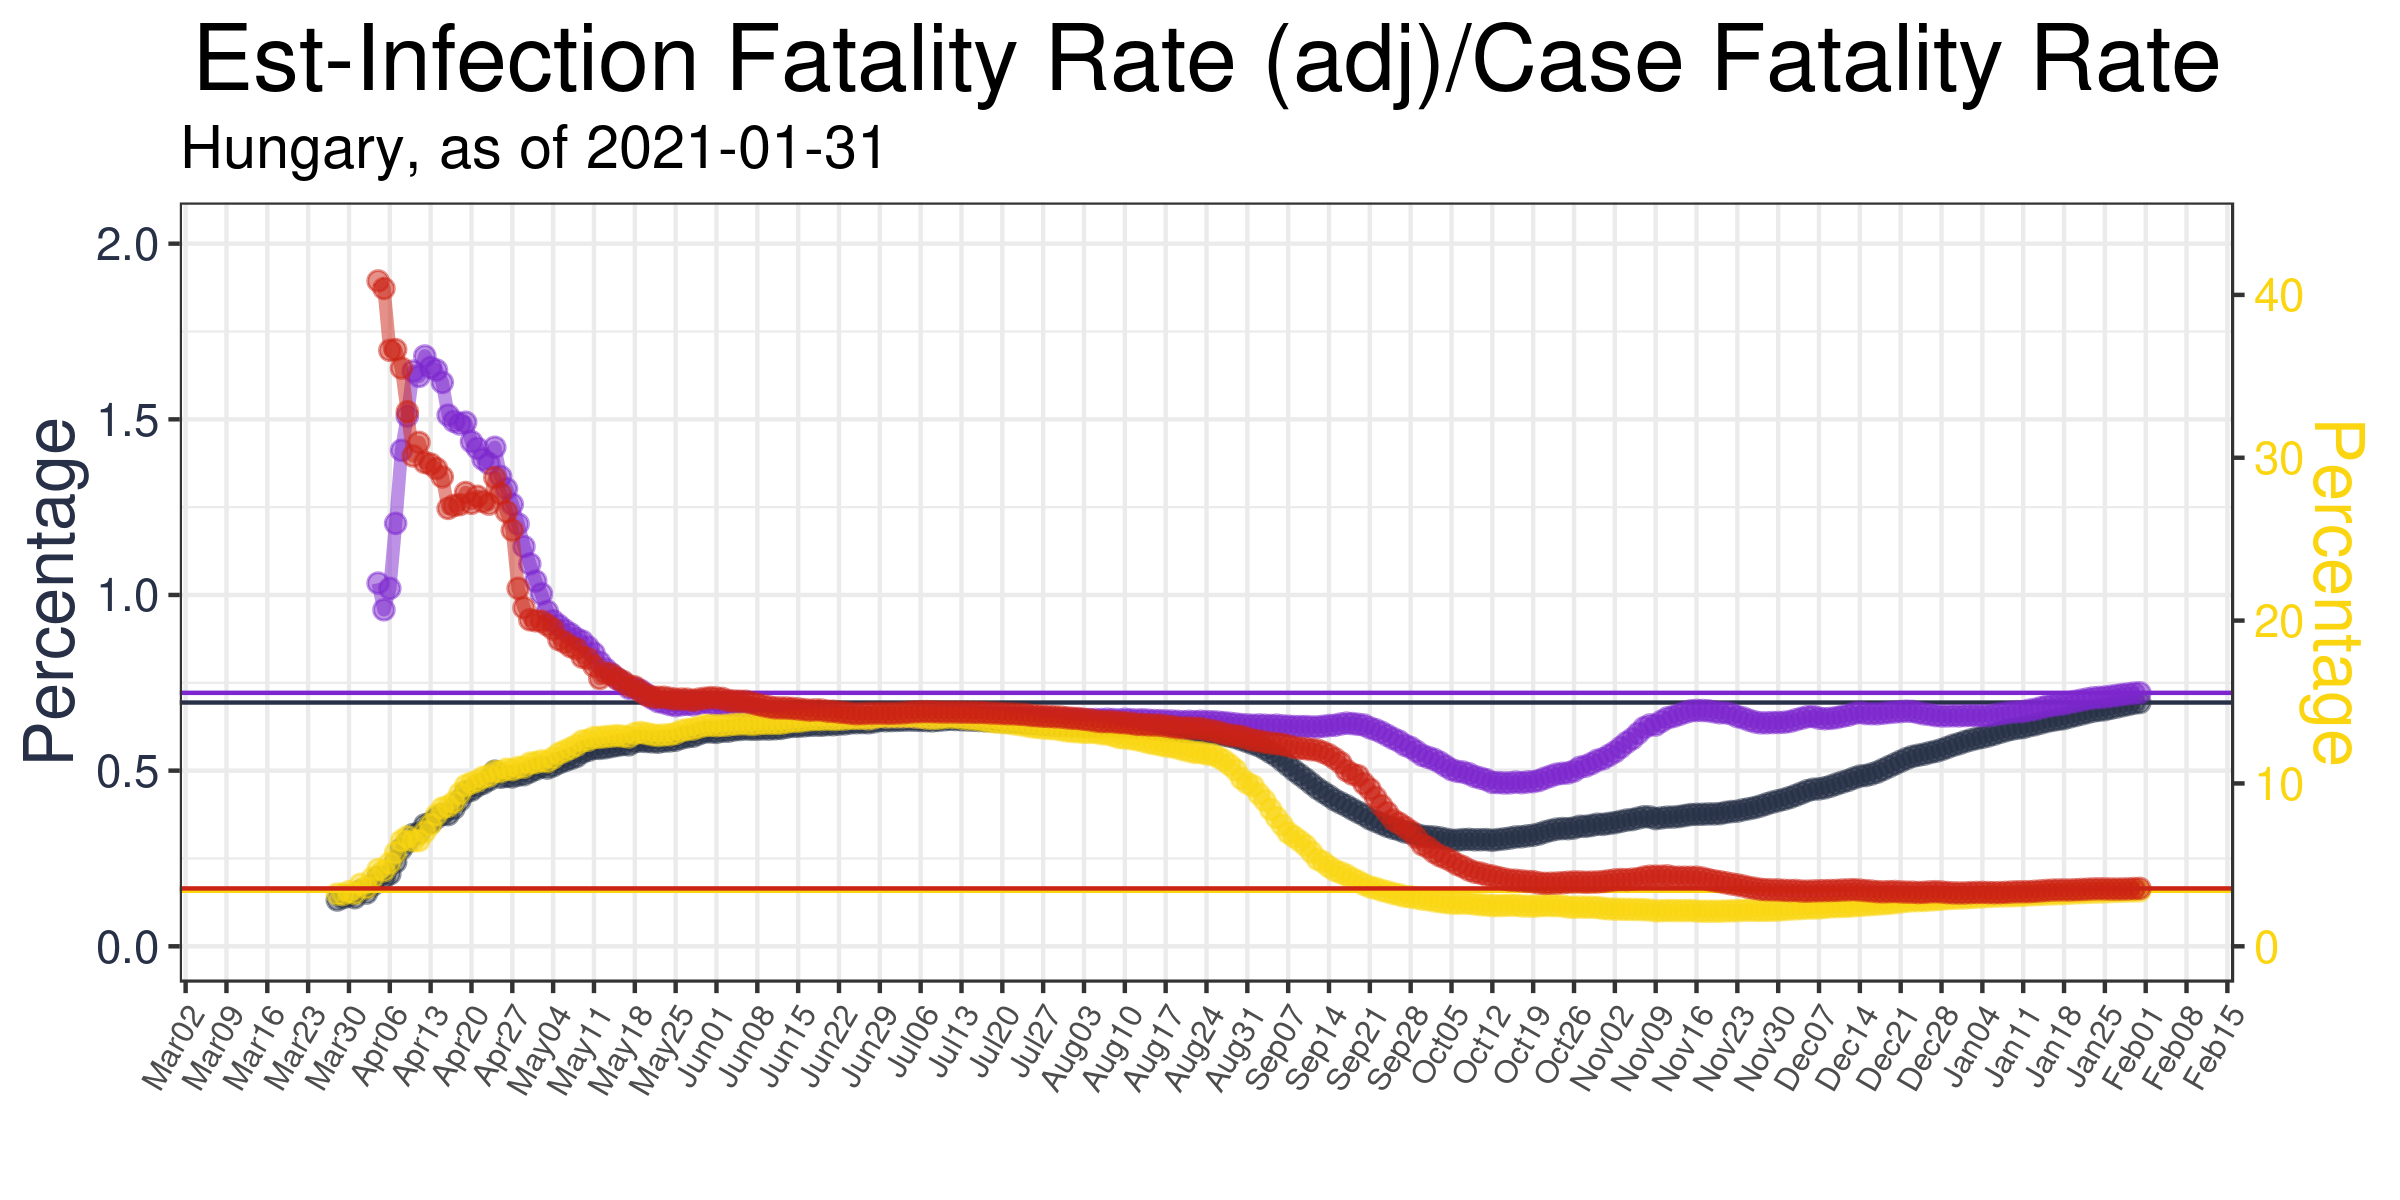 Est-Infection Fatality Rate (adj)/Case Fatality Rate
Hungary, as of 2021-01-31
Percentage
2.0
1.5
1.0
0.5
0.0
40
30
20
10
0
Percentage
Mar02
Mar09
Mar16
Mar23
Mar30
Apr06
Apr13
Apr20
Apr27
May04
May11
May18
May25
Jun01
Jun08
Jun15
Jun22
Jun29
Jul06
Jul13
Jul20
Jul27
Aug03
Aug10
Aug17
Aug24
Aug31
Sep07
Sep14
Sep21
Sep28
Oct05
Oct12
Oct19
Oct26
Nov02
Nov09
Nov16
Nov23
Nov30
Dec07
Dec14
Dec21
Dec28
Jan04
Jan11
Jan18
Jan25
Feb01
Feb08
Feb15